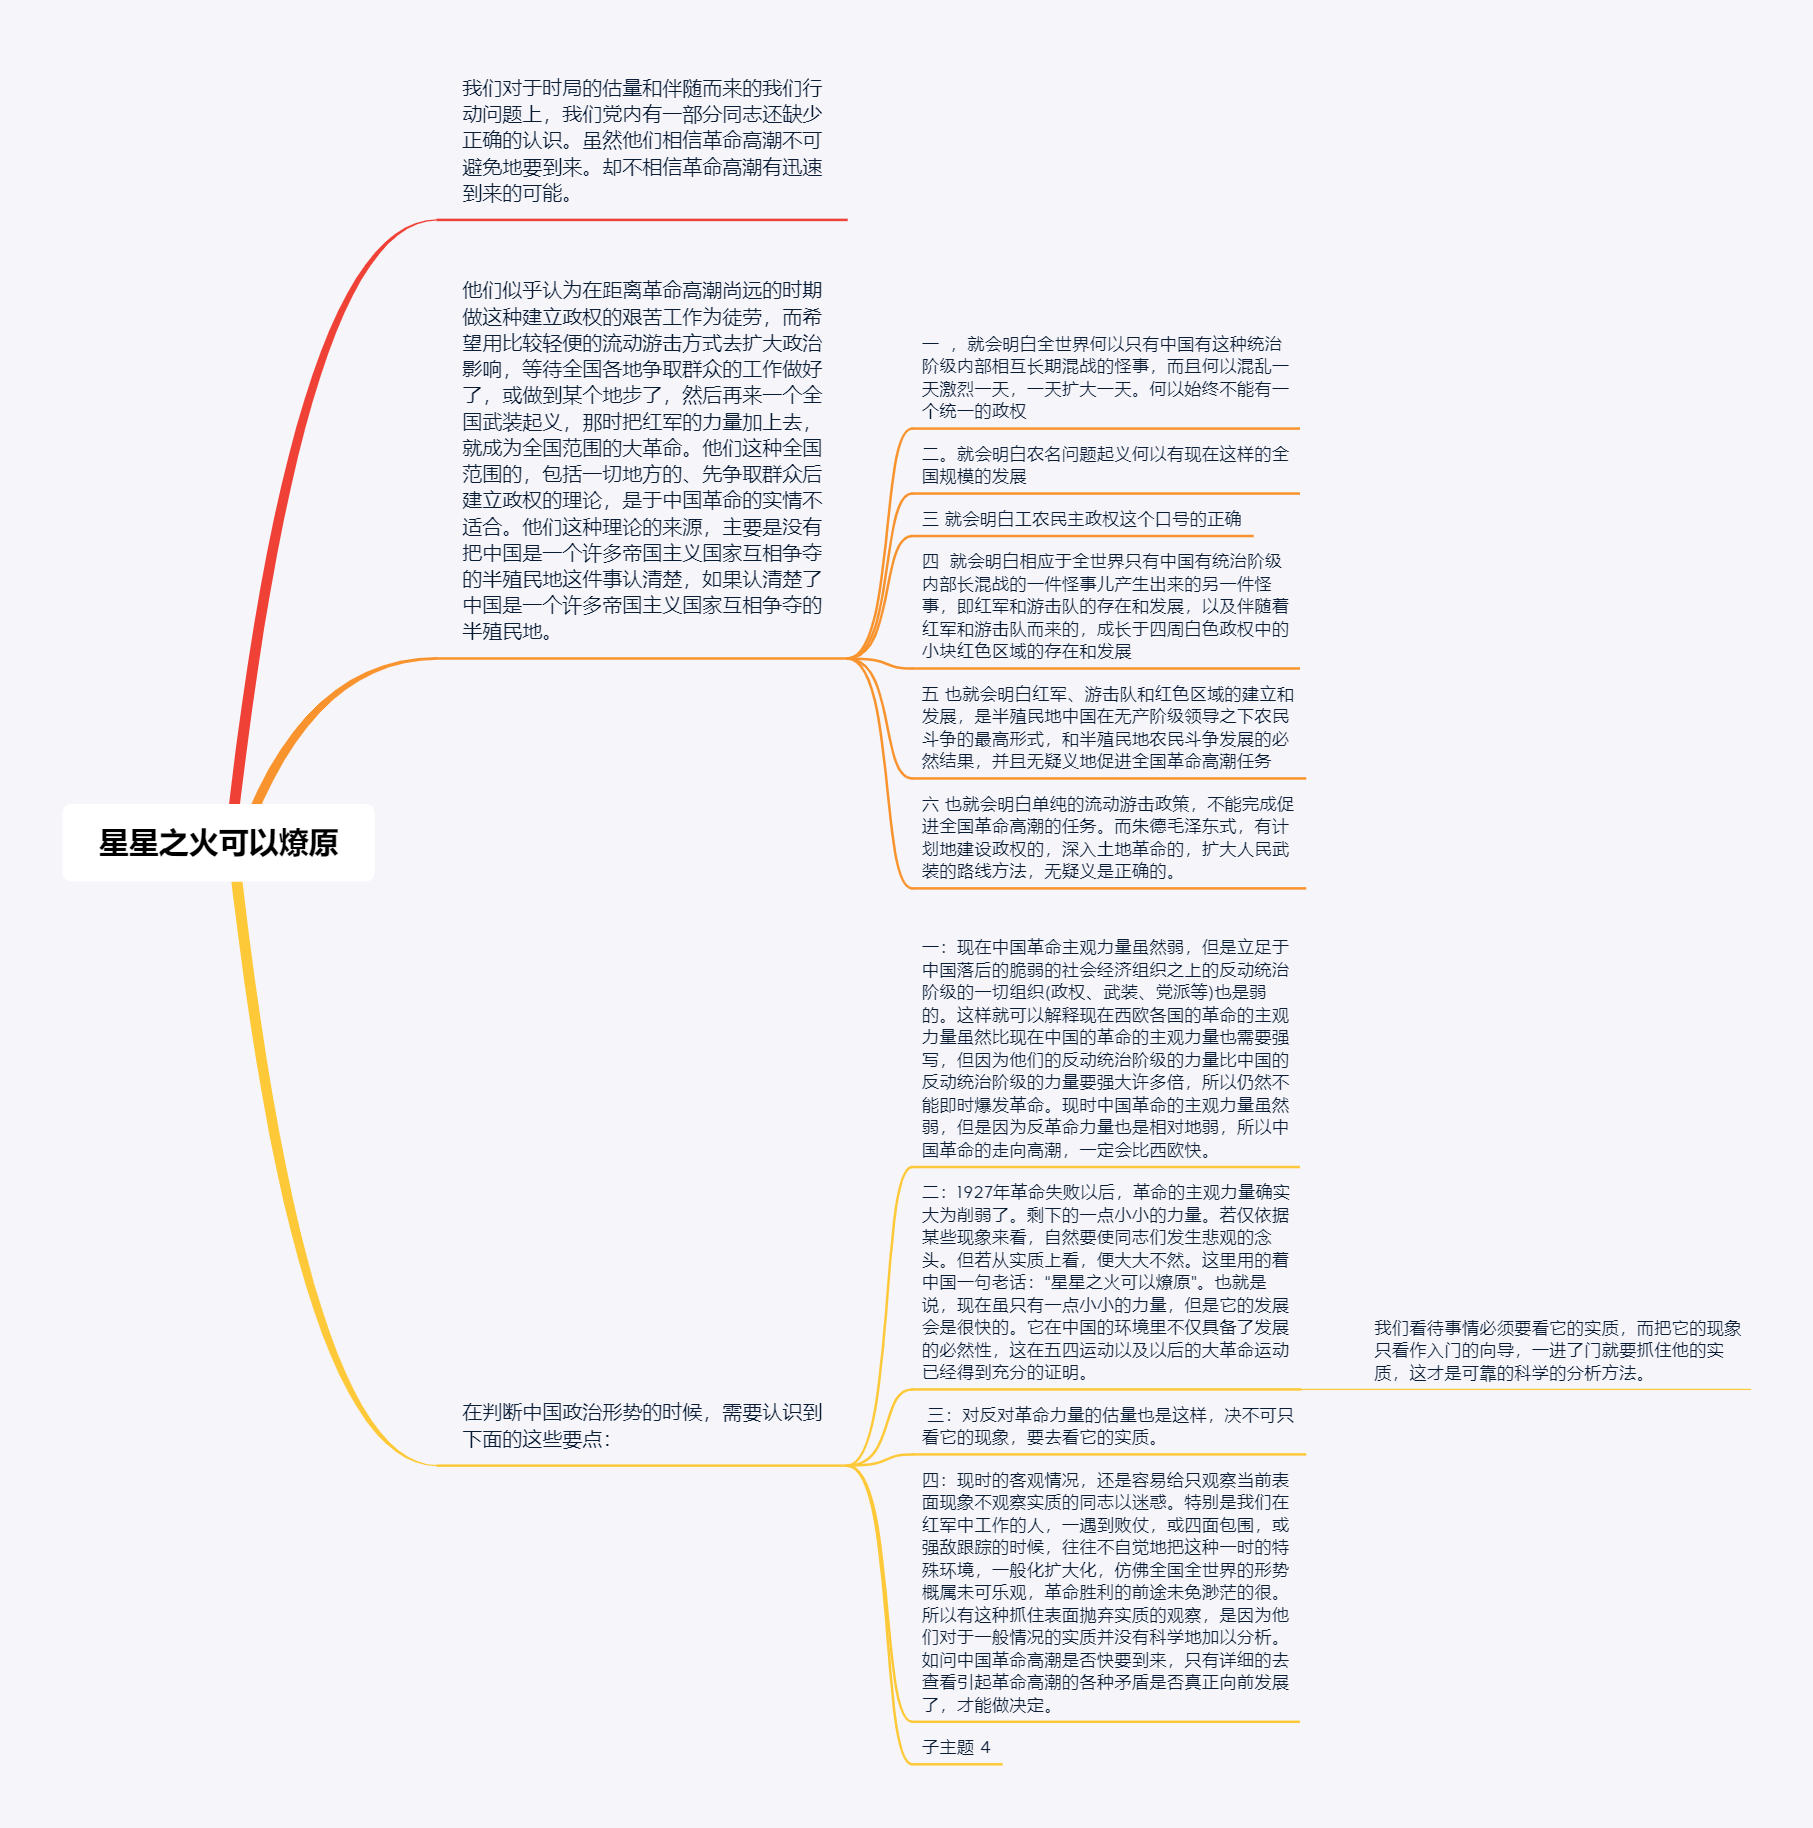 我们对于时局的估量和伴随而来的我们行
动问题上，我们党内有一部分同志还缺少
正确的认识。虽然他们相信革命高潮不可
避免地要到来。却不相信革命高潮有迅速
到来的可能。
他们似乎认为在距离革命高潮尚远的时期
做这种建立政权的艰苦工作为徒劳，而希
望用比较轻便的流动游击方式去扩大政治
影响，等待全国各地争取群众的工作做好
了，或做到某个地步了，然后再来一个全
国武装起义，那时把红军的力量加上去，
就成为全国范围的大革命。他们这种全国
范围的，包括一切地方的、先争取群众后
建立政权的理论，是于中国革命的实情不
适合。他们这种理论的来源，主要是没有
把中国是一个许多帝国主义国家互相争夺
的半殖民地这件事认清楚，如果认清楚了
中国是一个许多帝国主义国家互相争夺的
半殖民地。
一 ，就会明白全世界何以只有中国有这种统治
阶级内部相互长期混战的怪事，而且何以混乱一
天激烈一天，一天扩大一天。何以始终不能有一
个统一的政权
二。就会明白农名问题起义何以有现在这样的全
国规模的发展
三 就会明白工农民主政权这个口号的正确
四 就会明白相应于全世界只有中国有统治阶级
内部长混战的一件怪事儿产生出来的另一件怪
事，即红军和游击队的存在和发展，以及伴随着
红军和游击队而来的，成长于四周白色政权中的
小块红色区域的存在和发展
五 也就会明白红军、游击队和红色区域的建立和
发展，是半殖民地中国在无产阶级领导之下农民
斗争的最高形式，和半殖民地农民斗争发展的必
然结果，并且无疑义地促进全国革命高潮任务
六 也就会明白单纯的流动游击政策，不能完成促
进全国革命高潮的任务。而朱德毛泽东式，有计
划地建设政权的，深入土地革命的，扩大人民武
装的路线方法，无疑义是正确的。
星星之火可以燎原
在判断中国政治形势的时候，需要认识到
下面的这些要点：
一：现在中国革命主观力量虽然弱，但是立足于
中国落后的脆弱的社会经济组织之上的反动统治
阶级的一切组织(政权、武装、党派等)也是弱
的。这样就可以解释现在西欧各国的革命的主观
力量虽然比现在中国的革命的主观力量也需要强
写，但因为他们的反动统治阶级的力量比中国的
反动统治阶级的力量要强大许多倍，所以仍然不
能即时爆发革命。现时中国革命的主观力量虽然
弱，但是因为反革命力量也是相对地弱，所以中
国革命的走向高潮，一定会比西欧快。
二：1927年革命失败以后，革命的主观力量确实
大为削弱了。剩下的一点小小的力量。若仅依据
某些现象来看，自然要使同志们发生悲观的念
头。但若从实质上看，便大大不然。这里用的着
中国一句老话："星星之火可以燎原"。也就是
说，现在虽只有一点小小的力量，但是它的发展
会是很快的。它在中国的环境里不仅具备了发展
的必然性，这在五四运动以及以后的大革命运动
已经得到充分的证明。
我们看待事情必须要看它的实质，而把它的现象
只看作入门的向导，一进了门就要抓住他的实
质，这才是可靠的科学的分析方法。
三：对反对革命力量的估量也是这样，决不可只
看它的现象，要去看它的实质。
四：现时的客观情况，还是容易给只观察当前表
面现象不观察实质的同志以迷惑。特别是我们在
红军中工作的人，一遇到败仗，或四面包围，或
强敌跟踪的时候，往往不自觉地把这种一时的特
殊环境，一般化扩大化，仿佛全国全世界的形势
概属未可乐观，革命胜利的前途未免渺茫的很。
所以有这种抓住表面抛弃实质的观察，是因为他
们对于一般情况的实质并没有科学地加以分析。
如问中国革命高潮是否快要到来，只有详细的去
查看引起革命高潮的各种矛盾是否真正向前发展
了，才能做决定。
子主题 4